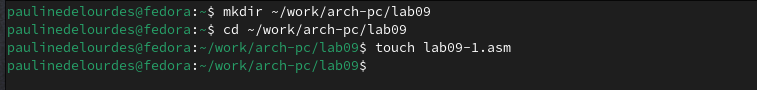 paulinedelourdes@fedora:~$ mkdir ~/work/arch-pc/lab09
paulinedelourdes@fedora:~$ cd ~/work/arch-pc/lab09
paulinedelourdes@fedora:~/work/arch-pc/lab09$ touch lab09-1.asm
paulinedelourdes@fedora:~/work/arch-pc/lab09$